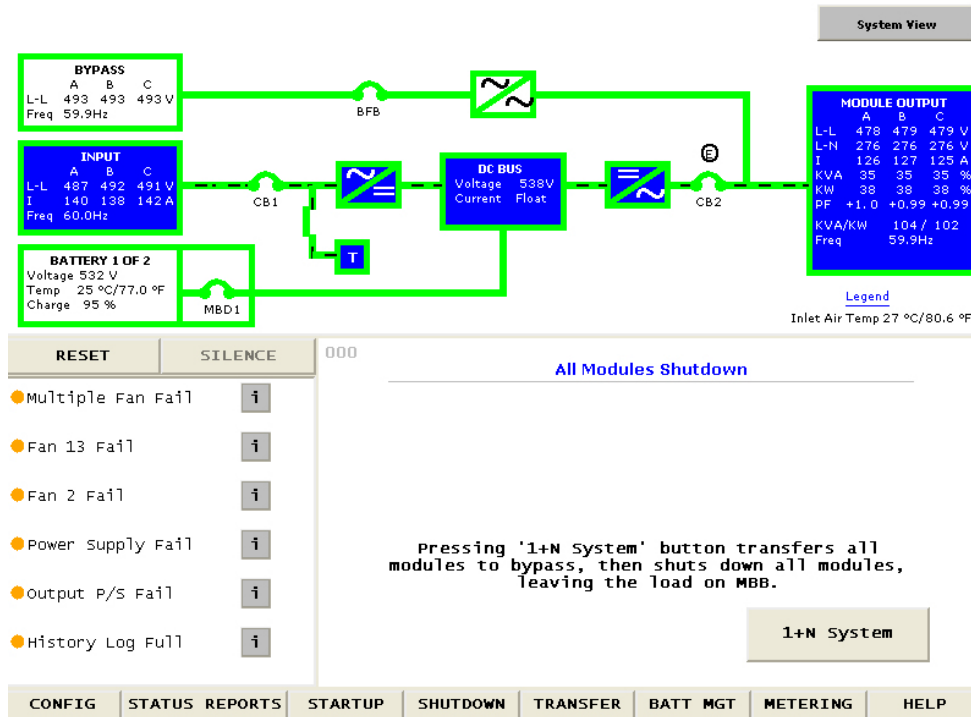 System View
BYPASS
A B C
L-L 493 493 493 V
Freq 59.9Hz
BFB
INPUT
A B C
L-L 487 492 491 V
I 140 138 142 A
Freq 60.0Hz
CB1
DC BUS
Voltage 538V
Current Float
E
CB2
MODULE OUTPUT
A B C
L-L 478 479 479 V
L-N 276 276 276 V
I 126 127 125 A
KVA 35 35 35 %
KW 38 38 38 %
PF +1.0 +0.99 +0.99
KVA/KW 104 / 102
Freq 59.9Hz
T
BATTERY 1 OF 2
Voltage 532 V
Temp 25 ºC/77.0 ºF
Charge 95 %
MBD1
Legend
Inlet Air Temp 27 ºC/80.6 ºF
RESET SILENCE
Multiple Fan Fail i
Fan 13 Fail i
Fan 2 Fail i
Power Supply Fail i
Output P/S Fail i
History Log Full i
000
All Modules Shutdown
Pressing '1+N System' button transfers all
modules to bypass, then shuts down all modules,
leaving the load on MBB.
1+N System
CONFIG STATUS REPORTS STARTUP SHUTDOWN TRANSFER BATT MGT METERING HELP